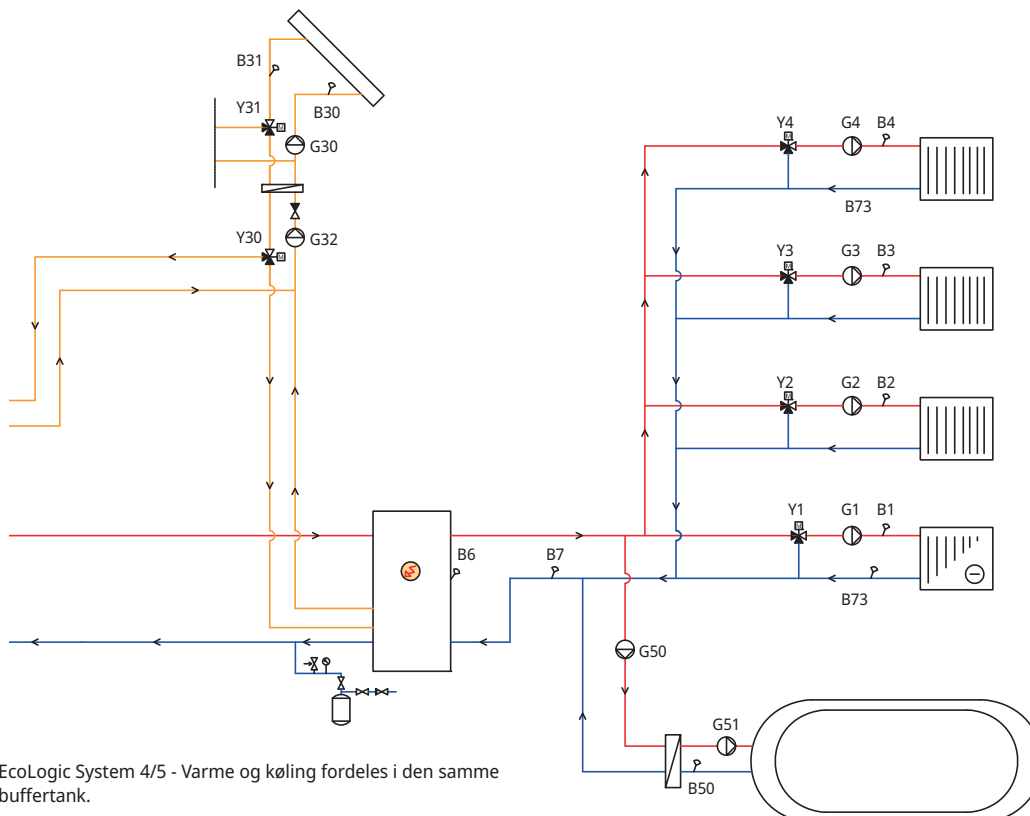 B31
B30
Y31
G30
Y30
G32
Y4 G4 B4
B73
Y3 G3 B3
Y2 G2 B2
Y1 G1 B1
B6
B7
B73
G50
G51
B50
EcoLogic System 4/5 - Varme og køling fordeles i den samme
buffertank.